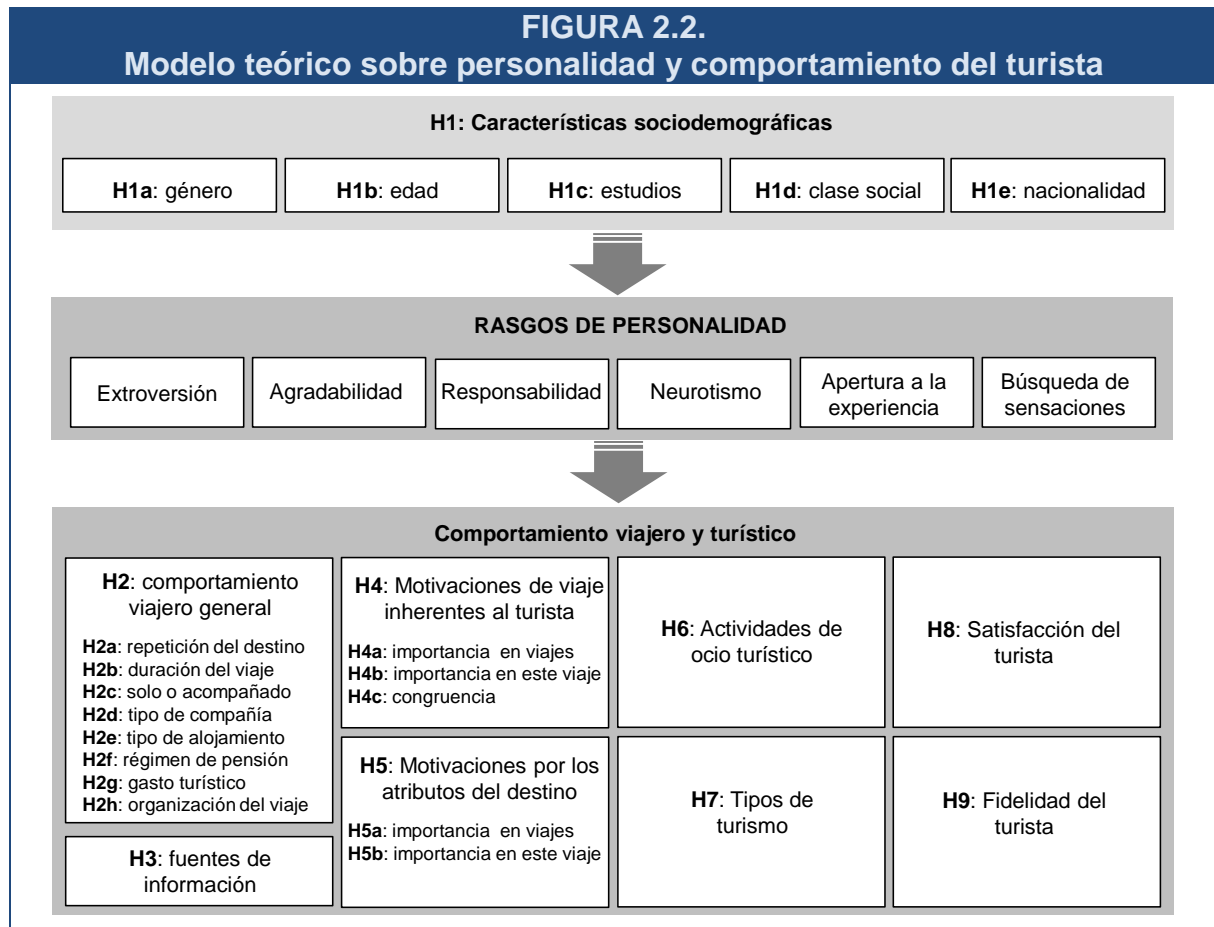 FIGURA 2.2.
Modelo teórico sobre personalidad y comportamiento del turista
H1: Características sociodemográficas
H1a: género
H1b: edad
H1c: estudios
H1d: clase social
H1e: nacionalidad
RASGOS DE PERSONALIDAD
Extroversión
Agradabilidad
Responsabilidad
Neurotismo
Apertura a la
experiencia
Búsqueda de
sensaciones
Comportamiento viajero y turístico
H2: comportamiento
viajero general
H2a: repetición del destino
H2b: duración del viaje
H2c: solo o acompañado
H2d: tipo de compañía
H2e: tipo de alojamiento
H2f: régimen de pensión
H2g: gasto turístico
H2h: organización del viaje
H3: fuentes de
información
H4: Motivaciones de viaje
inherentes al turista
H4a: importancia en viajes
H4b: importancia en este viaje
H4c: congruencia
H5: Motivaciones por los
atributos del destino
H5a: importancia en viajes
H5b: importancia en este viaje
H6: Actividades de
ocio turístico
H7: Tipos de
turismo
H8: Satisfacción del
turista
H9: Fidelidad del
turista